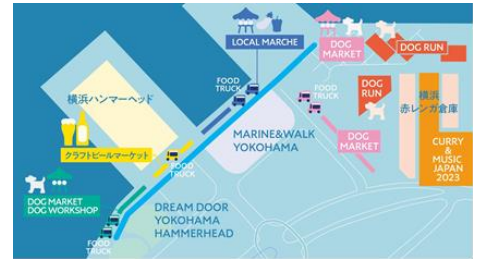 LOCAL MARCHE
DOG
MARKET
DOG RUN
FOOD
TRUCK
FOOD
TRUCK
DOG
RUN
横浜
赤レンガ倉庫
横浜ハンマーヘッド
MARINE&WALK
YOKOHAMA
DOG
MARKET
CURRY
&
MUSIC
JAPAN
2023
クラフトビールマーケット
FOOD
TRUCK
DOG MARKET
DOG WORKSHOP
DREAM DOOR
YOKOHAMA
HAMMERHEAD
FOOD
TRUCK